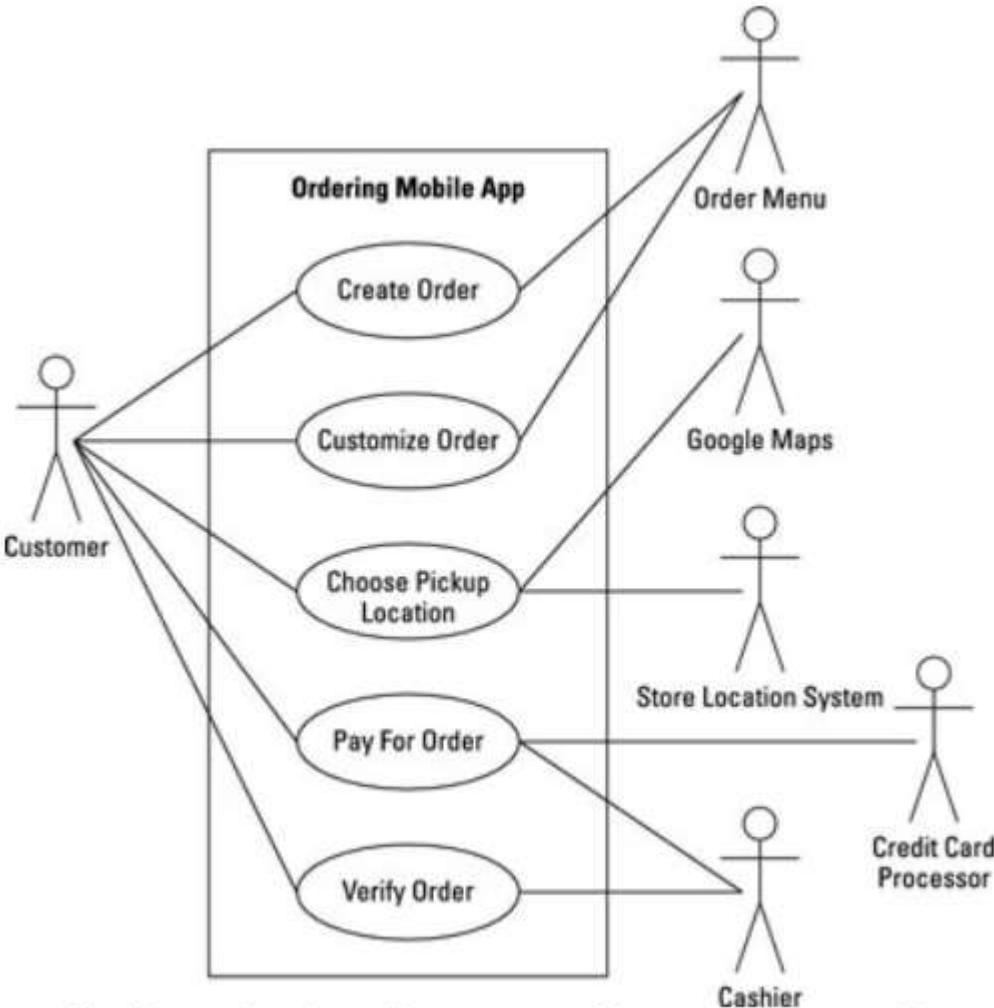 Order Menu
Ordering Mobile App
Create Order
Google Maps
Customize Order
Customer
Choose Pickup
Location
Store Location System
Pay For Order
Credit Card
Processor
Verify Order
Cashier